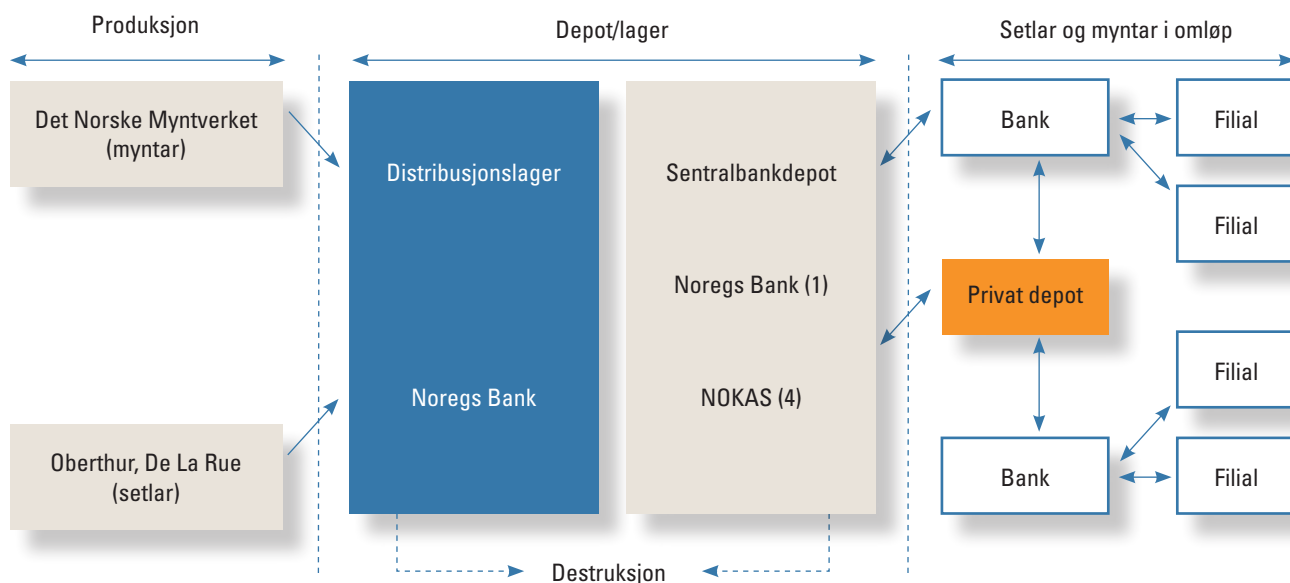 Produksjon
Depot/lager
Setlar og myntar i omløp
Det Norske Myntverket
(myntar)
Oberthur, De La Rue
(setlar)
Distribusjonslager
Noregs Bank
Sentralbankdepot
Noregs Bank (1)
NOKAS (4)
Bank
Filial
Filial
Privat depot
Filial
Bank
Filial
Destruksjon